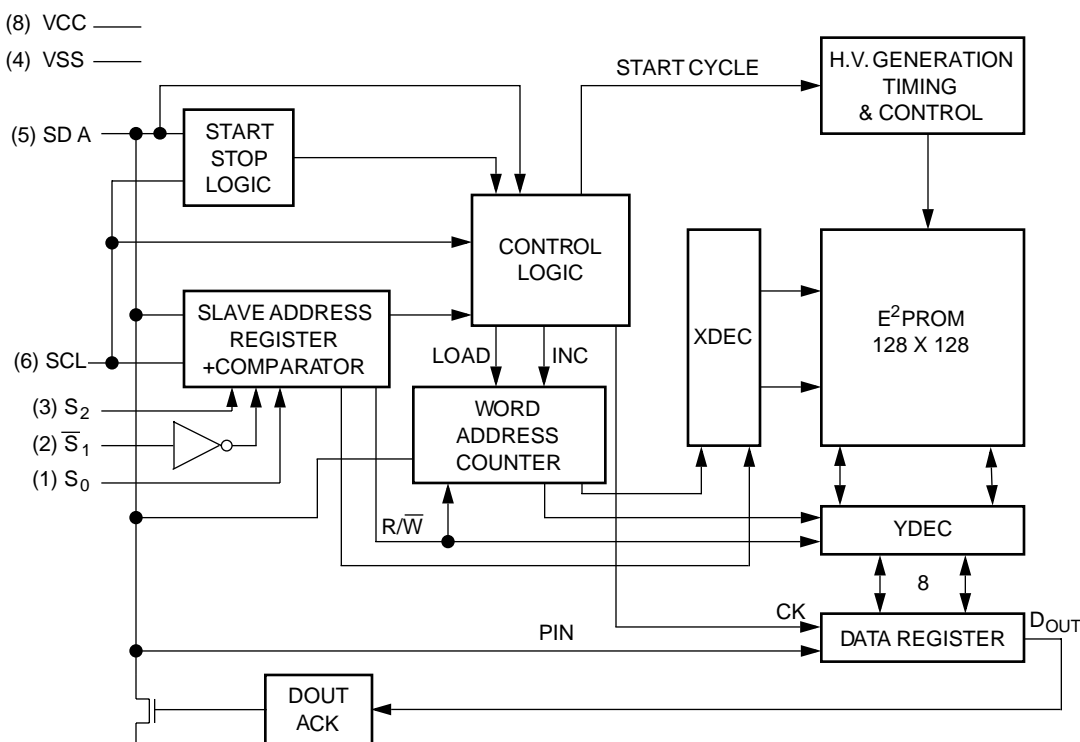 (8) VCC
(4) VSS
(5) SD A
START
STOP
LOGIC
START CYCLE
H.V. GENERATION
TIMING
& CONTROL
CONTROL
LOGIC
SLAVE ADDRESS
REGISTER
+COMPARATOR
(6) SCL
LOAD
INC
XDEC
E²PROM
128 X 128
(3) S₂
(2) S̅₁
(1) S₀
WORD
ADDRESS
COUNTER
R/W̅
YDEC
8
CK
PIN
DATA REGISTER
D_OUT
DOUT
ACK